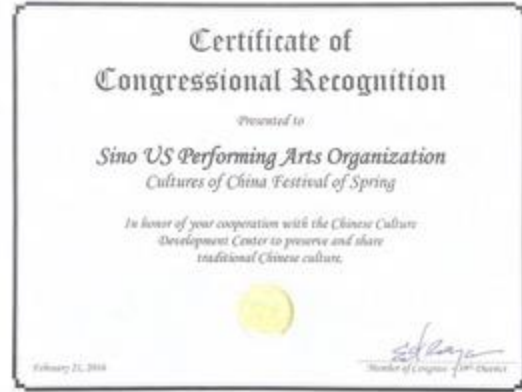 Certificate of
Congressional Recognition
Presented to
Sino US Performing Arts Organization
Cultures of China Festival of Spring
In honor of your cooperation with the Chinese Culture
Development Center to preserve and share
traditional Chinese culture.
Member of Congress
District